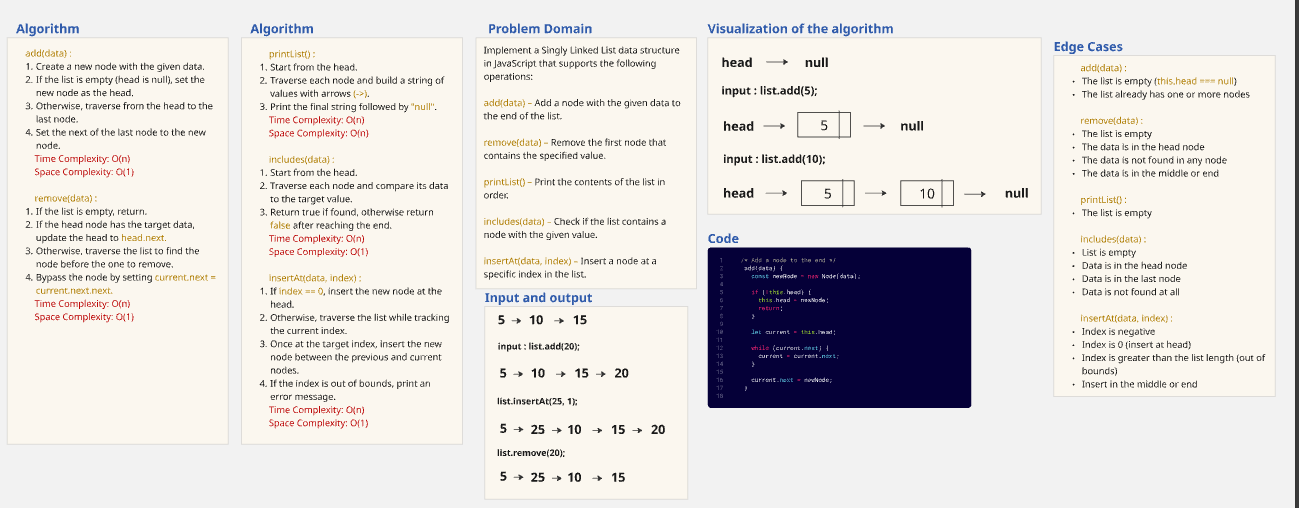 Algorithm
add(data) :
1. Create a new node with the given data.
2. If the list is empty (head is null), set the
new node as the head.
3. Otherwise, traverse from the head to the
last node.
4. Set the next of the last node to the new
node.
Time Complexity: O(n)
Space Complexity: O(1)
remove(data) :
1. If the list is empty, return.
2. If the head node has the target data,
update the head to head.next.
3. Otherwise, traverse the list to find the
node before the one to remove.
4. Bypass the node by setting current.next =
current.next.next.
Time Complexity: O(n)
Space Complexity: O(1)
Algorithm
printList() :
1. Start from the head.
2. Traverse each node and build a string of
values with arrows (->).
3. Print the final string followed by "null".
Time Complexity: O(n)
Space Complexity: O(n)
includes(data) :
1. Start from the head.
2. Traverse each node and compare its data
to the target value.
3. Return true if found, otherwise return
false after reaching the end.
Time Complexity: O(n)
Space Complexity: O(1)
insertAt(data, index) :
1. If index == 0, insert the new node at the
head.
2. Otherwise, traverse the list while tracking
the current index.
3. Once at the target index, insert the new
node between the previous and current
nodes.
4. If the index is out of bounds, print an
error message.
Time Complexity: O(n)
Space Complexity: O(1)
Problem Domain
Implement a Singly Linked List data structure
in JavaScript that supports the following
operations:
add(data) – Add a node with the given data to
the end of the list.
remove(data) – Remove the first node that
contains the specified value.
printList() – Print the contents of the list in
order.
includes(data) – Check if the list contains a
node with the given value.
insertAt(data, index) – Insert a node at a
specific index in the list.
Input and output
5 → 10 → 15
input : list.add(20);
5 → 10 → 15 → 20
list.insertAt(25, 1);
5 → 25 → 10 → 15 → 20
list.remove(20);
5 → 25 → 10 → 15
Visualization of the algorithm
head → null
input : list.add(5);
head → 5 → null
input : list.add(10);
head → 5 → 10 → null
Code
1 /* Add a node to the end */
2 add(data) {
3 const newNode = new Node(data);
4
5 if (!this.head) {
6 this.head = newNode;
7 return;
8 }
9
10 let current = this.head;
11
12 while (current.next) {
13 current = current.next;
14 }
15
16 current.next = newNode;
17 }
18
Edge Cases
add(data) :
• The list is empty (this.head === null)
• The list already has one or more nodes
remove(data) :
• The list is empty
• The data is in the head node
• The data is not found in any node
• The data is in the middle or end
printList() :
• The list is empty
includes(data) :
• List is empty
• Data is in the head node
• Data is in the last node
• Data is not found at all
insertAt(data, index) :
• Index is negative
• Index is 0 (insert at head)
• Index is greater than the list length (out of
bounds)
• Insert in the middle or end